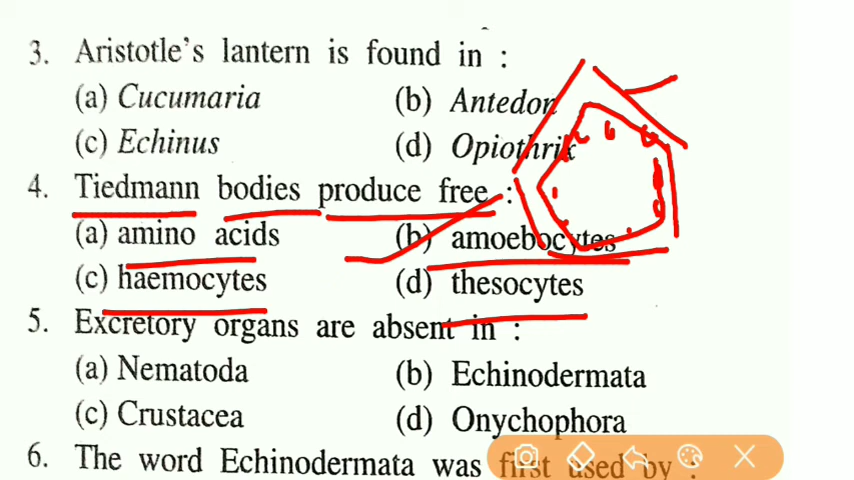 3. Aristotle's lantern is found in :
(a) Cucumaria (b) Antedon
(c) Echinus (d) Opiothrix
4. Tiedmann bodies produce free :
(a) amino acids (b) amoebocytes
(c) haemocytes (d) thesocytes
5. Excretory organs are absent in :
(a) Nematoda (b) Echinodermata
(c) Crustacea (d) Onychophora
6. The word Echinodermata was first used by :